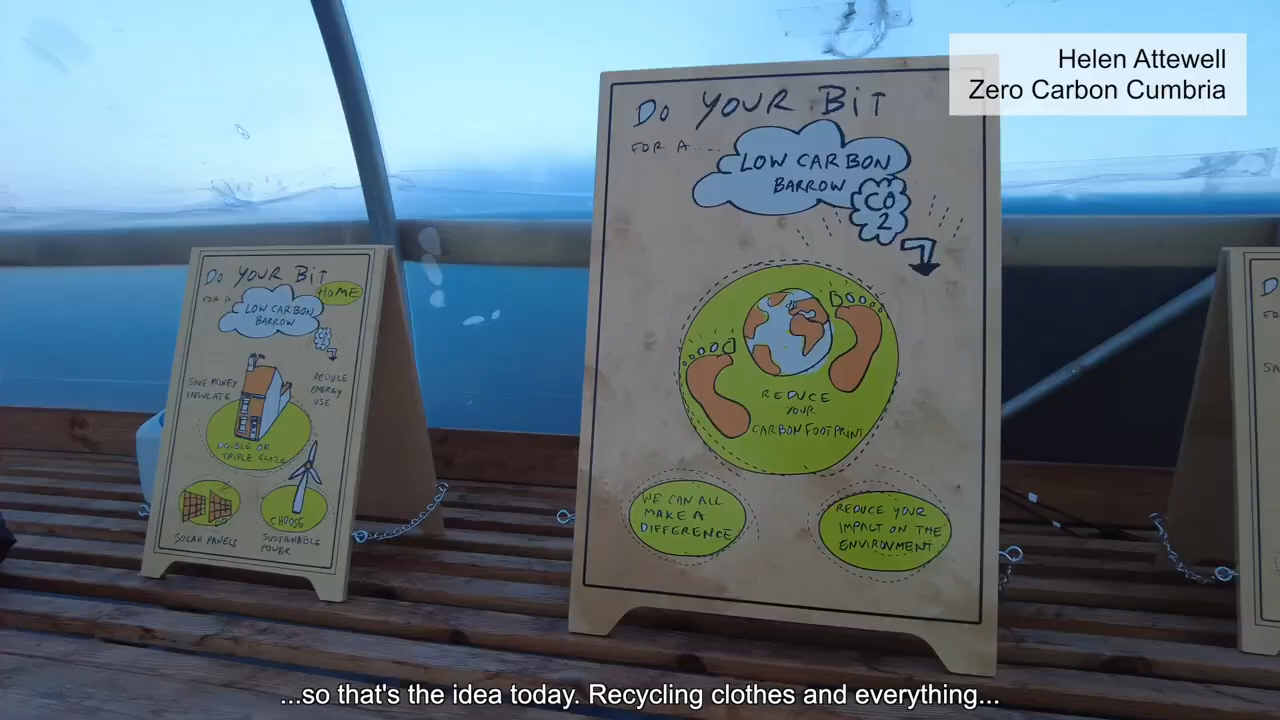 Helen Attewell
Zero Carbon Cumbria
DO YOUR BIT
FOR A....
LOW CARBON
BARROW
CO
2
REDUCE
YOUR
CARBON FOOTPRINT
WE CAN ALL
MAKE A
DIFFERENCE
REDUCE YOUR
IMPACT ON THE
ENVIRONMENT
DO YOUR BIT
FOR A
HOME
LOW CARBON
BARROW
CO
2
SAVE MONEY
INSULATE
REDUCE
ENERGY
USE
DOUBLE OR
TRIPLE GLAZE
SOLAR PANELS
CHOOSE
SUSTAINABLE
POWER
...so that's the idea today. Recycling clothes and everything...